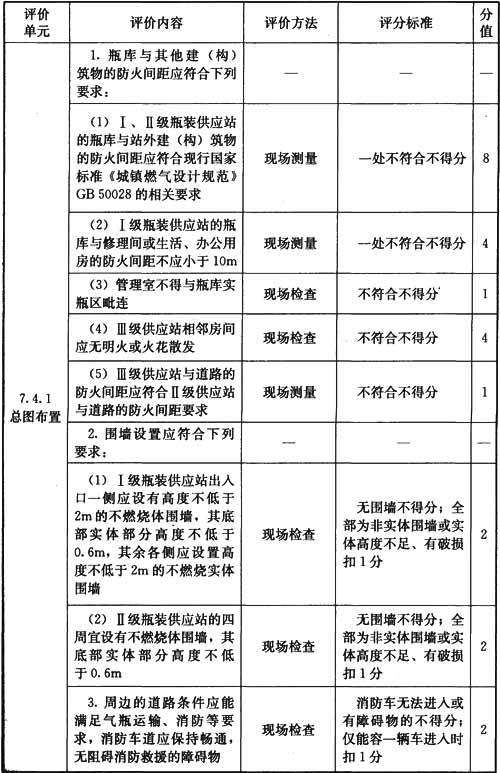 评价
单元
评价内容
评价方法
评分标准
分
值
7.4.1
总图布置
1. 瓶库与其他建（构）
筑物的防火间距应符合下列
要求：
—
—
—
（1）Ⅰ、Ⅱ级瓶装供应站
的瓶库与站外建（构）筑物
的防火间距应符合现行国家
标准《城镇燃气设计规范》
GB 50028 的相关要求
现场测量
一处不符合不得分
8
（2）Ⅰ级瓶装供应站的瓶
库与修理间或生活、办公用
房的防火间距不应小于 10m
现场测量
一处不符合不得分
4
（3）管理室不得与瓶库实
瓶区毗连
现场检查
不符合不得分
1
（4）Ⅲ级供应站相邻房间
应无明火或火花散发
现场检查
不符合不得分
4
（5）Ⅲ级供应站与道路的
防火间距应符合Ⅱ级供应站
与道路的防火间距要求
现场测量
不符合不得分
1
2. 围墙设置应符合下列
要求：
—
—
—
（1）Ⅰ级瓶装供应站出入
口一侧应设有高度不低于
2m 的不燃烧体围墙，其底
部实体部分高度不低于
0.6m，其余各侧应设置高
度不低于 2m 的不燃烧实体
围墙
现场检查
无围墙不得分；全
部为非实体围墙或实
体高度不足、有破损
扣 1 分
2
（2）Ⅱ级瓶装供应站的四
周宜设有不燃烧体围墙，其
底部实体部分高度不低
于 0.6m
现场检查
无围墙不得分；全
部为非实体围墙或实
体高度不足、有破损
扣 1 分
2
3. 周边的道路条件应能
满足气瓶运输、消防等要
求，消防车道应保持畅通，
无阻碍消防救援的障碍物
现场检查
消防车无法进入或
有障碍物的不得分；
仅能容一辆车进入时
扣 1 分
2